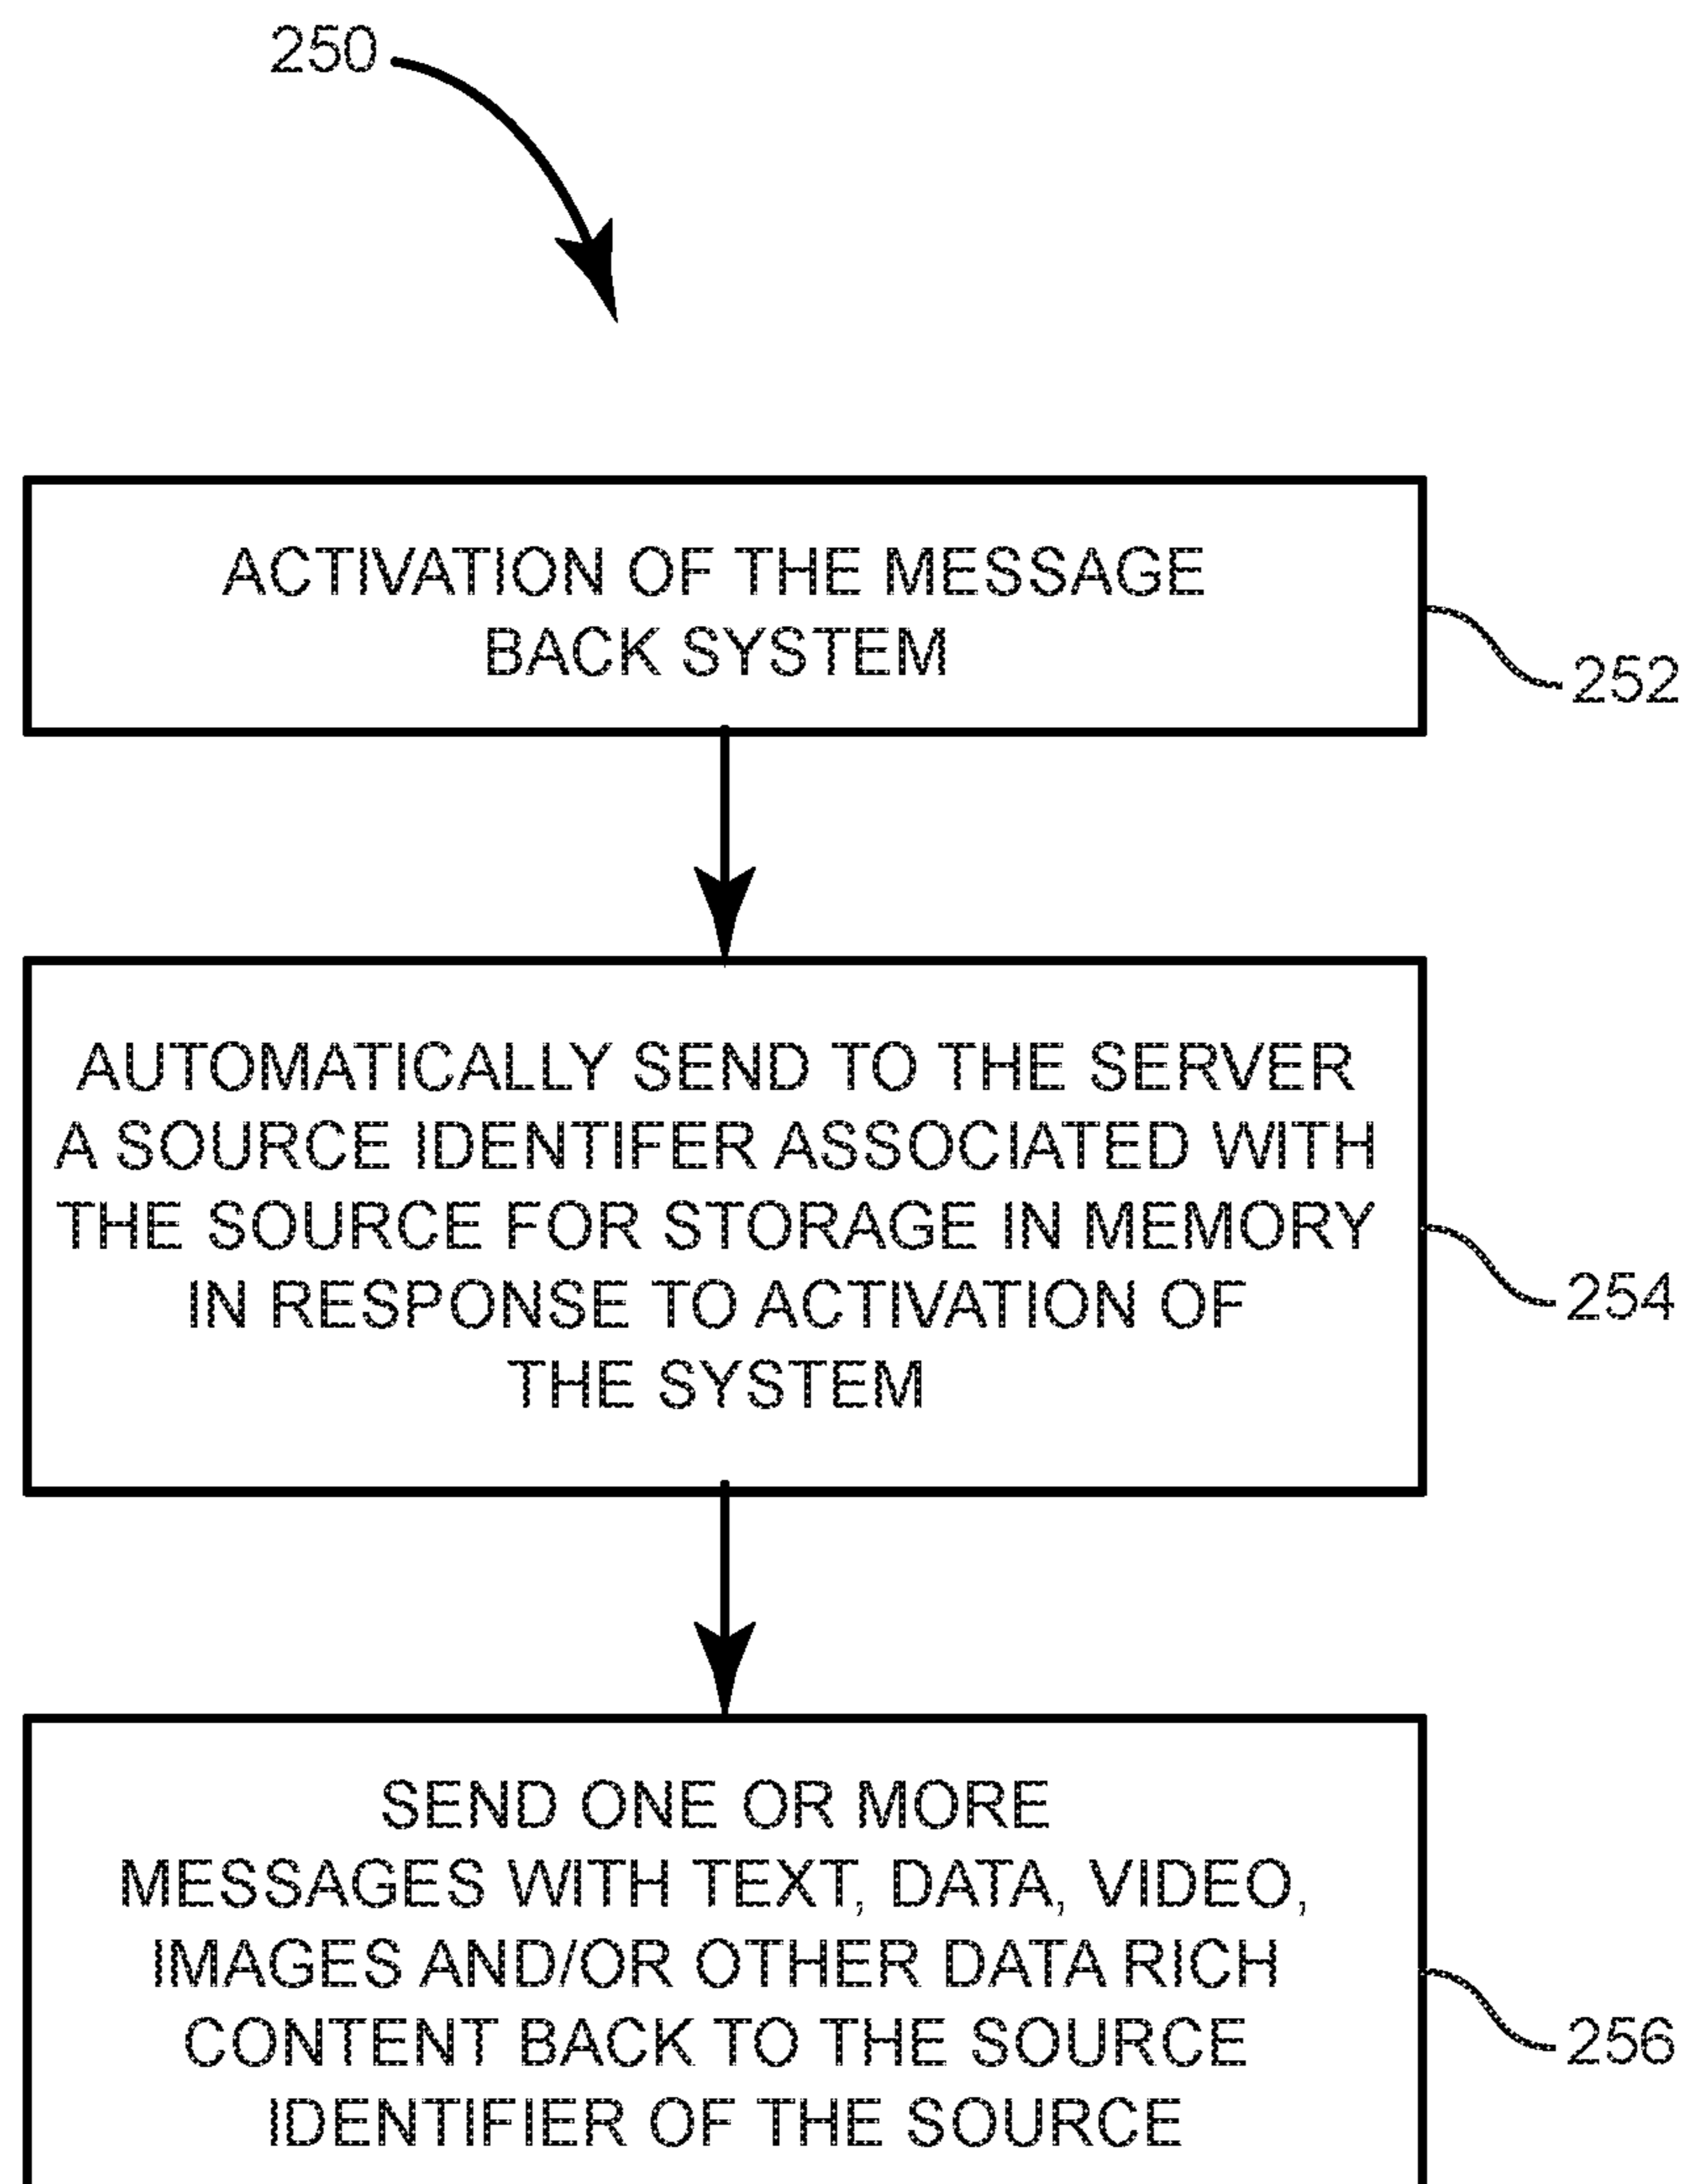 250
ACTIVATION OF THE MESSAGE
BACK SYSTEM
252
AUTOMATICALLY SEND TO THE SERVER
A SOURCE IDENTIFER ASSOCIATED WITH
THE SOURCE FOR STORAGE IN MEMORY
IN RESPONSE TO ACTIVATION OF
THE SYSTEM
254
SEND ONE OR MORE
MESSAGES WITH TEXT, DATA, VIDEO,
IMAGES AND/OR OTHER DATA RICH
CONTENT BACK TO THE SOURCE
IDENTIFIER OF THE SOURCE
256